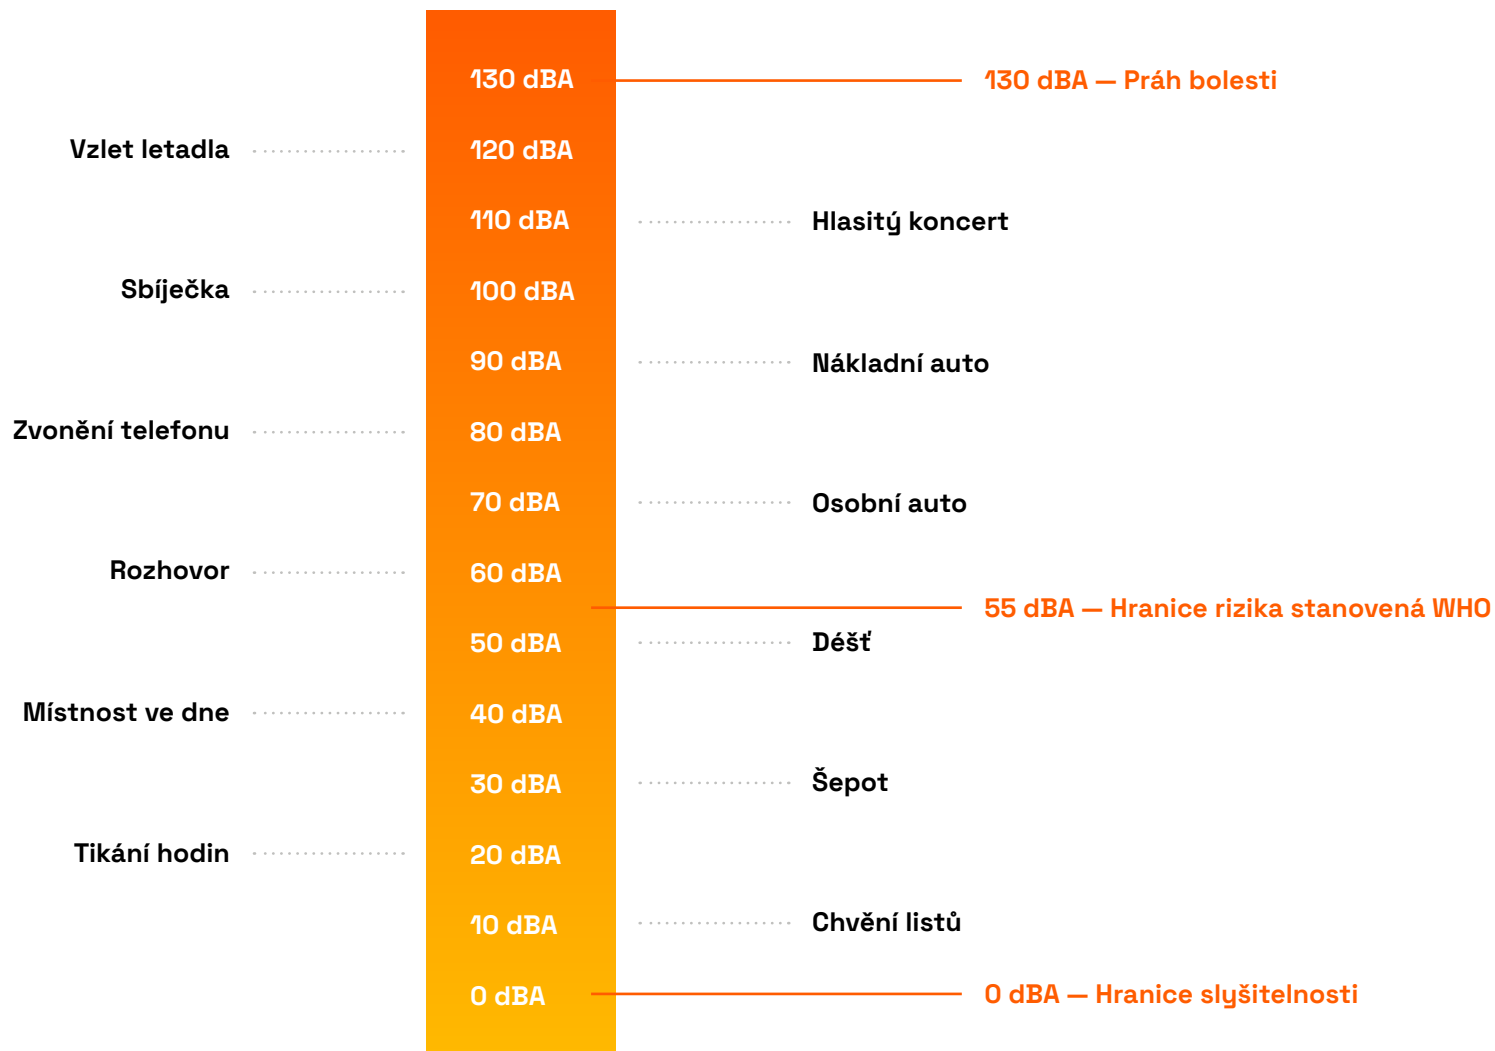 130 dBA
130 dBA — Práh bolesti
Vzlet letadla
120 dBA
110 dBA
Hlasitý koncert
Sbíječka
100 dBA
90 dBA
Nákladní auto
Zvonění telefonu
80 dBA
70 dBA
Osobní auto
Rozhovor
60 dBA
55 dBA — Hranice rizika stanovená WHO
50 dBA
Déšť
Místnost ve dne
40 dBA
30 dBA
Šepot
Tikání hodin
20 dBA
10 dBA
Chvění listů
0 dBA
0 dBA — Hranice slyšitelnosti